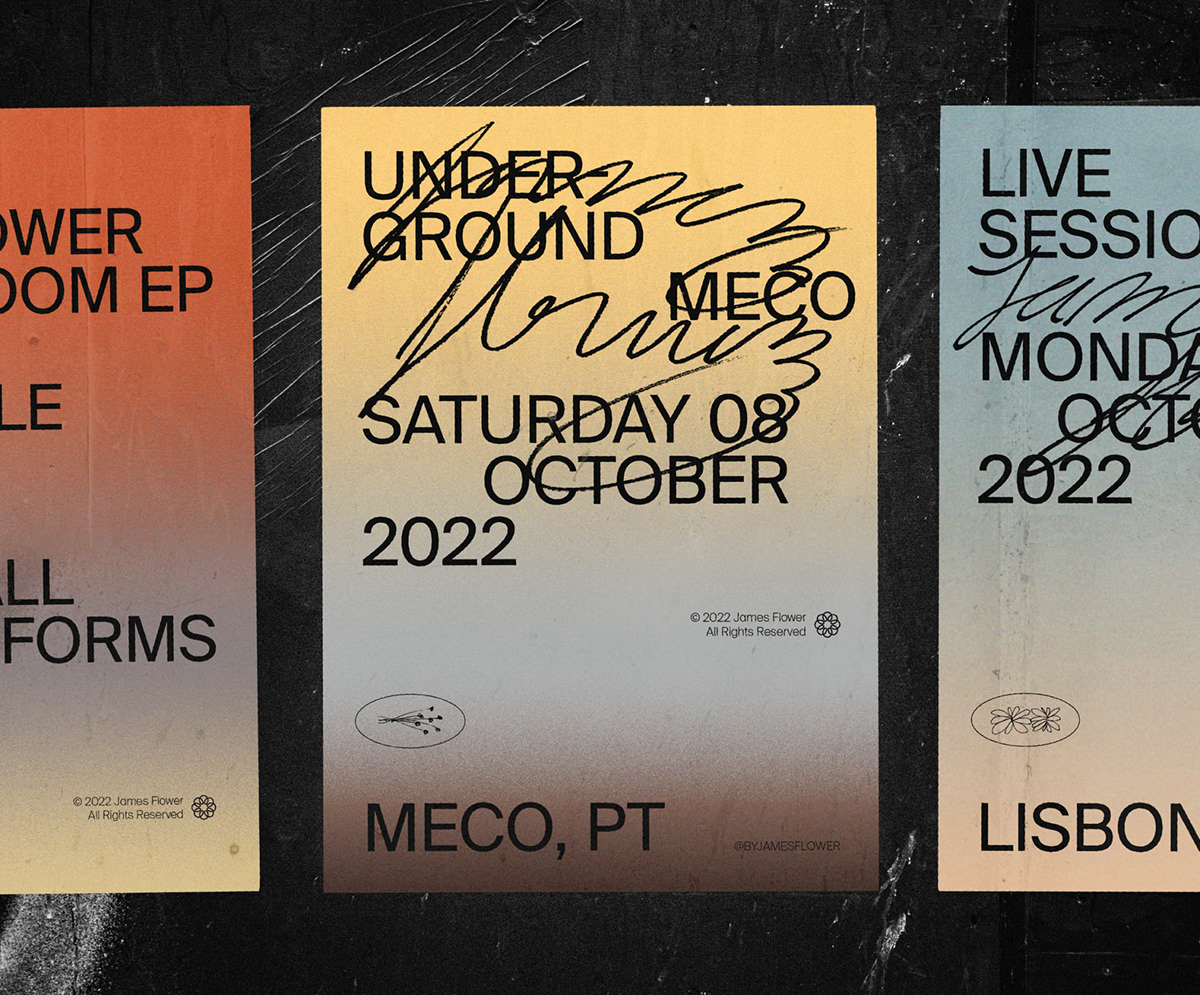 OWER
OOM EP
LE
ALL
FORMS
© 2022 James Flower
All Rights Reserved
UNDER-
GROUND
MECO
SATURDAY 08
OCTOBER
2022
© 2022 James Flower
All Rights Reserved
MECO, PT
@BYJAMESFLOWER
LIVE
SESSIO
James
MONDA
OCTO
2022
LISBON